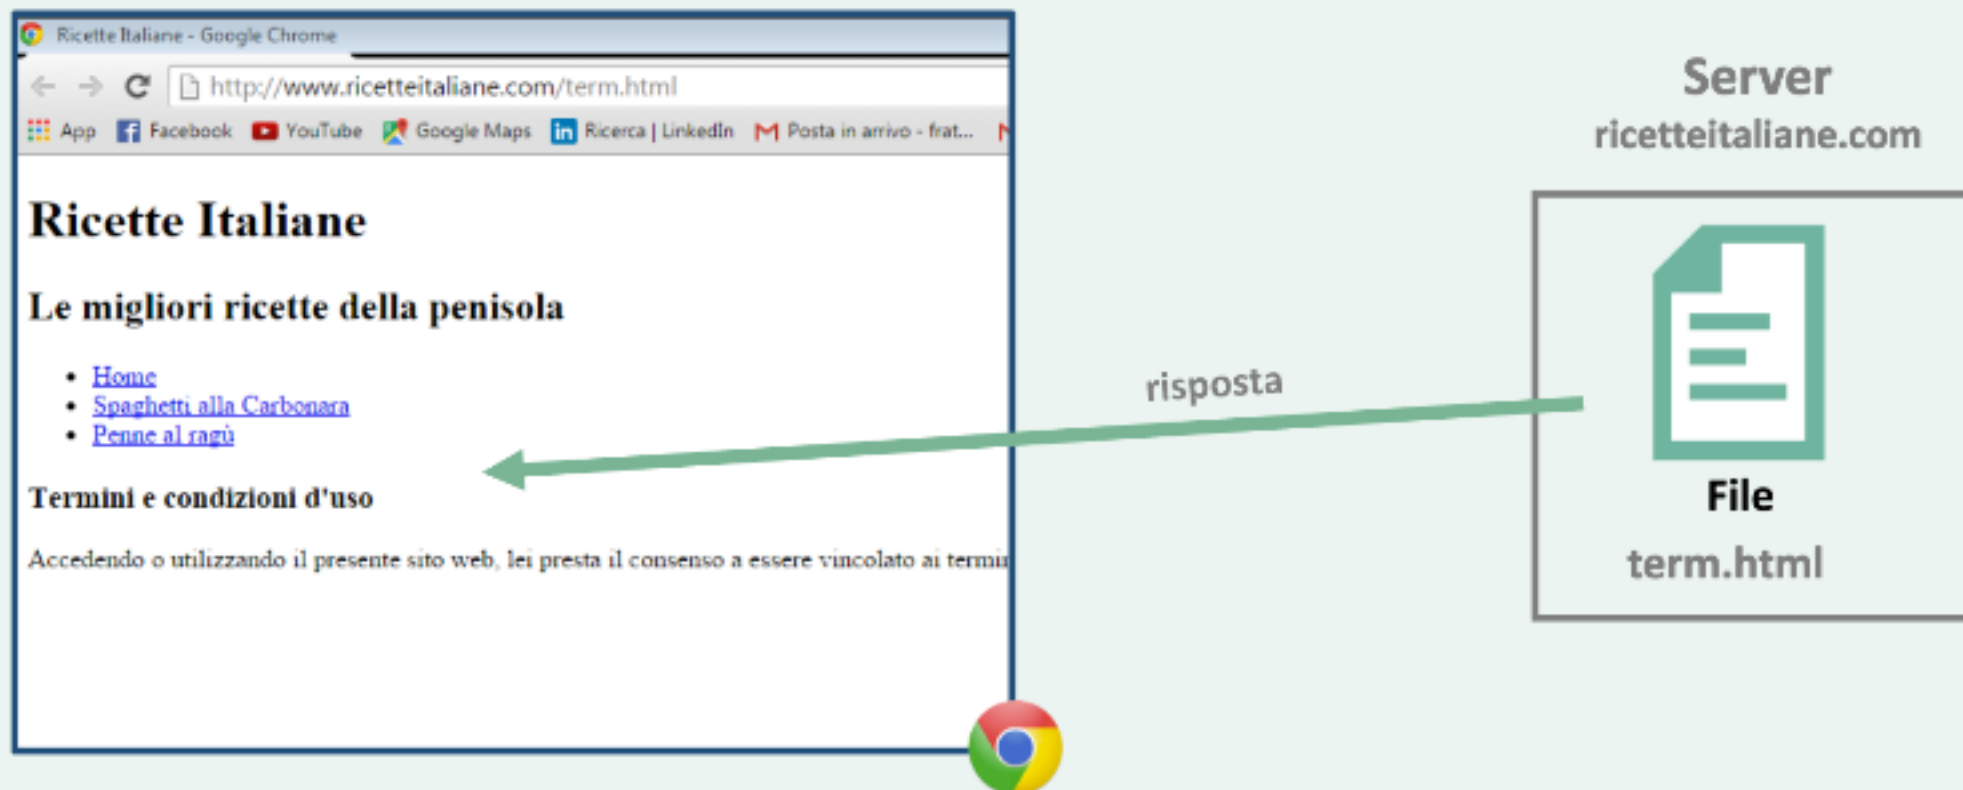 Ricette Italiane - Google Chrome
http://www.ricetteitaliane.com/term.html
App Facebook YouTube Google Maps in Ricerca | LinkedIn Posta in arrivo - frat...
Ricette Italiane
Le migliori ricette della penisola
Home
Spaghetti alla Carbonara
Penne al ragù
Termini e condizioni d'uso
Accedendo o utilizzando il presente sito web, lei presta il consenso a essere vincolato ai
risposta
Server
ricetteitaliane.com
File
term.html